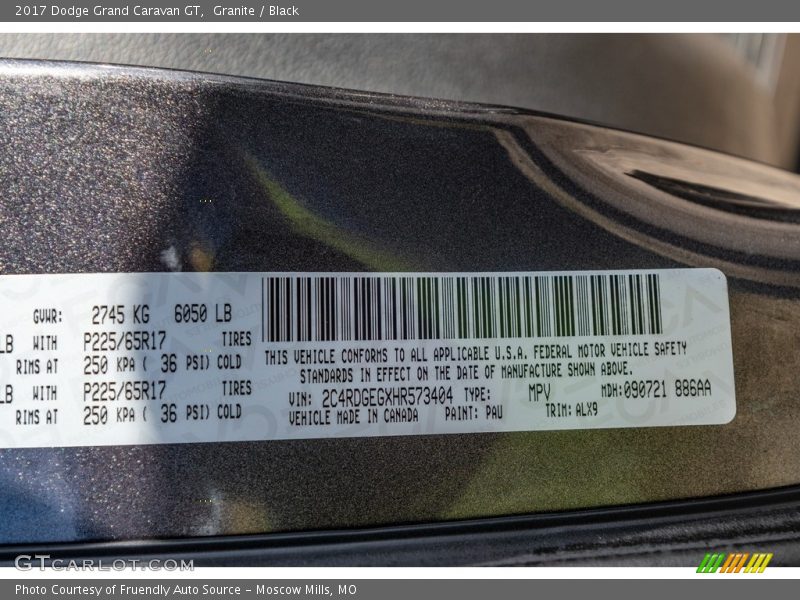 2017 Dodge Grand Caravan GT, Granite / Black
GVWR: 2745 KG 6050 LB
LB WITH P225/65R17 TIRES
RIMS AT 250 KPA ( 36 PSI) COLD
LB WITH P225/65R17 TIRES
RIMS AT 250 KPA ( 36 PSI) COLD
THIS VEHICLE CONFORMS TO ALL APPLICABLE U.S.A. FEDERAL MOTOR VEHICLE SAFETY
STANDARDS IN EFFECT ON THE DATE OF MANUFACTURE SHOWN ABOVE.
VIN: 2C4RDGEGXHR573404 TYPE: MPV MDH:090721 886AA
VEHICLE MADE IN CANADA PAINT: PAU TRIM: ALX9
GTCARLOT.COM
Photo Courtesy of Fruendly Auto Source - Moscow Mills, MO